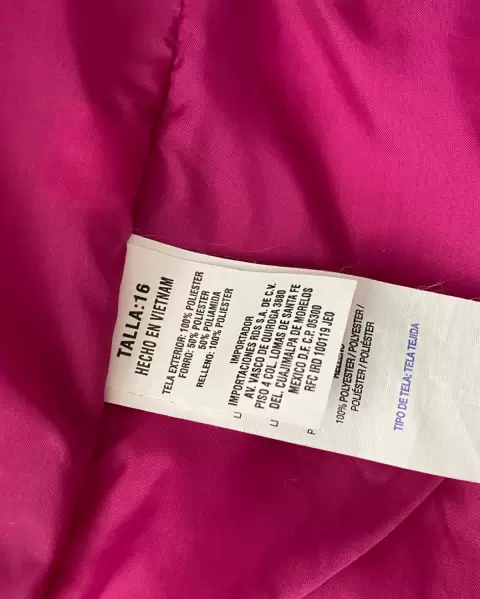 TALLA:16
HECHO EN VIETNAM
TELA EXTERIOR: 100% POLIESTER
FORRO: 50% POLIESTER
50% POLIAMIDA
RELLENO: 100% POLIESTER
IMPORTADOR
IMPORTACIONES RDS S.A. DE C.V.
AV. VASCO DE QUIROGA 3880
PISO 4 COL. LOMAS DE SANTA FE
DEL. CUAJIMALPA DE MORELOS
MEXICO D.F. C.P. 05300
RFC IRD 100119 JE0
100% POLYESTER / POLYESTER /
POLIÉSTER / POLIESTER
TIPO DE TELA: TELA TEJIDA